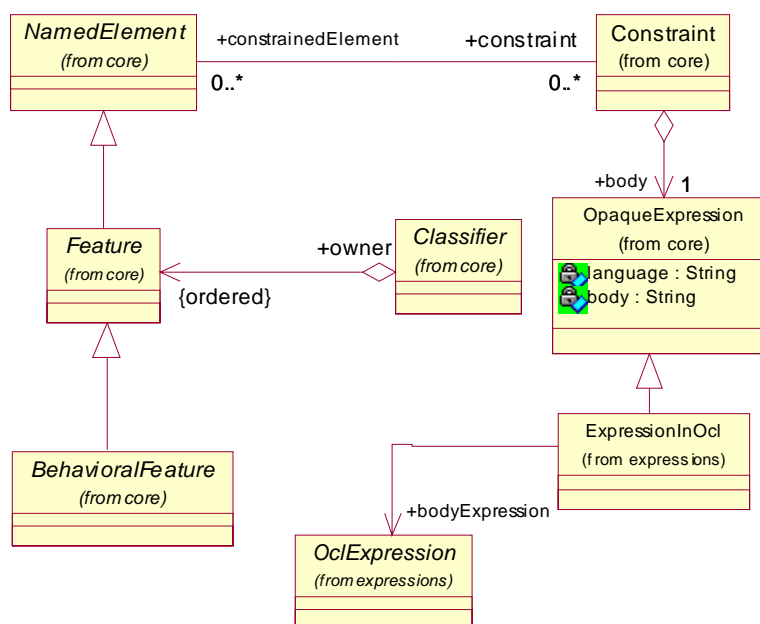 NamedElement
(from core)
+constrainedElement
+constraint
0..*
0..*
Constraint
(from core)
+body
1
Feature
(from core)
+owner
{ordered}
Classifier
(from core)
OpaqueExpression
(from core)
language : String
body : String
BehavioralFeature
(from core)
ExpressionInOcl
(from expressions)
+bodyExpression
OclExpression
(from expressions)